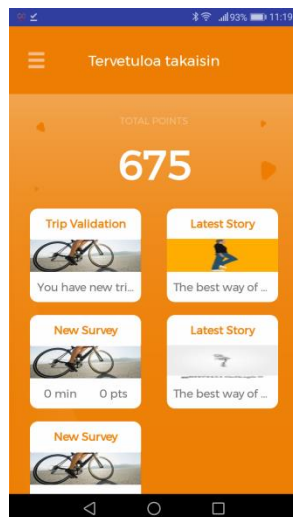 93% 11:19
Tervetuloa takaisin
TOTAL POINTS
675
Trip Validation
You have new tri...
Latest Story
The best way of ...
New Survey
0 min 0 pts
Latest Story
The best way of ...
New Survey